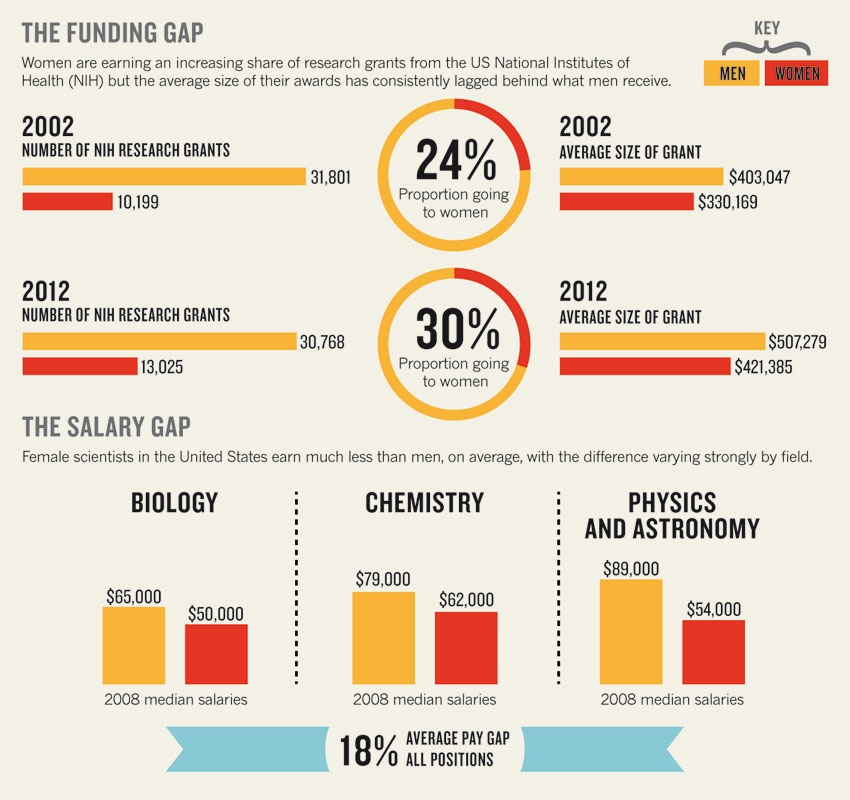 THE FUNDING GAP
Women are earning an increasing share of research grants from the US National Institutes of
Health (NIH) but the average size of their awards has consistently lagged behind what men receive.
KEY
MEN
WOMEN
2002
NUMBER OF NIH RESEARCH GRANTS
31,801
10,199
24%
Proportion going
to women
2002
AVERAGE SIZE OF GRANT
$403,047
$330,169
2012
NUMBER OF NIH RESEARCH GRANTS
30,768
13,025
30%
Proportion going
to women
2012
AVERAGE SIZE OF GRANT
$507,279
$421,385
THE SALARY GAP
Female scientists in the United States earn much less than men, on average, with the difference varying strongly by field.
BIOLOGY
$65,000
$50,000
2008 median salaries
CHEMISTRY
$79,000
$62,000
2008 median salaries
PHYSICS
AND ASTRONOMY
$89,000
$54,000
2008 median salaries
18%
AVERAGE PAY GAP
ALL POSITIONS